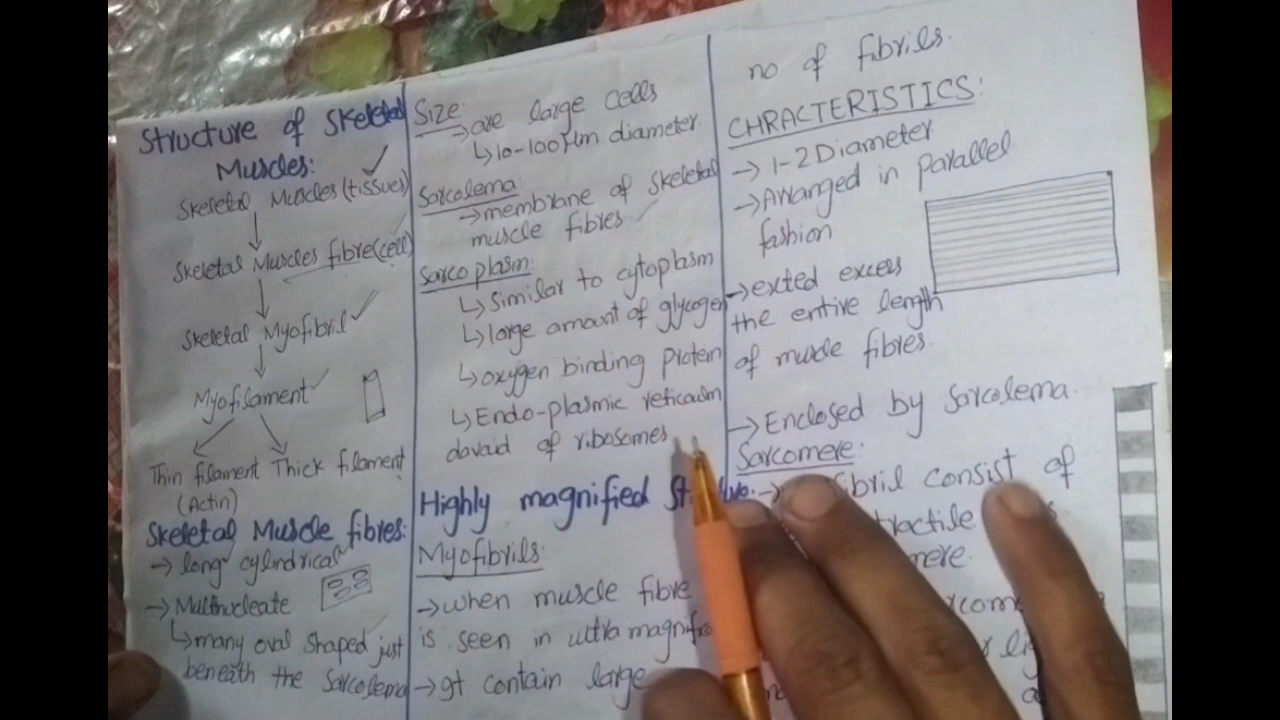 Structure of Skeletal
Muscles:
Skeletal Muscles (tissues)
Skeletal Muscles fibre (cell)
Skeletal Myofibril
Myofilament
Thin filament Thick filament
(Actin)
Skeletal Muscle fibres:
→ long cylindrical
→ Multnucleate
↳ many oval shaped just
beneath the Sarcolema
Size:
→ are large cells
↳ 10-100 μm diameter
Sarcolema
→ membrane of skeletal
muscle fibres
Sarcoplasm:
↳ Similar to cytoplasm
↳ large amount of glycogen
↳ oxygen binding protein
↳ Endo-plasmic reticaulm
davaid of ribosomes
Highly magnified
Myofibrils:
→ when muscle fibre
is seen in ultra
→ It contain large
no of fibrils.
CHRACTERISTICS:
→ 1-2 Diameter
→ Arranged in parallel
fashion
→ exted excers
the entire length
of muscle fibres.
→ Enclosed by Sarcolema.
Sarcomere:
→ consist of